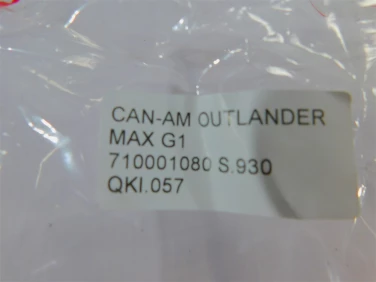 CAN-AM OUTLANDER
MAX G1
710001080 S.930
QKI.057